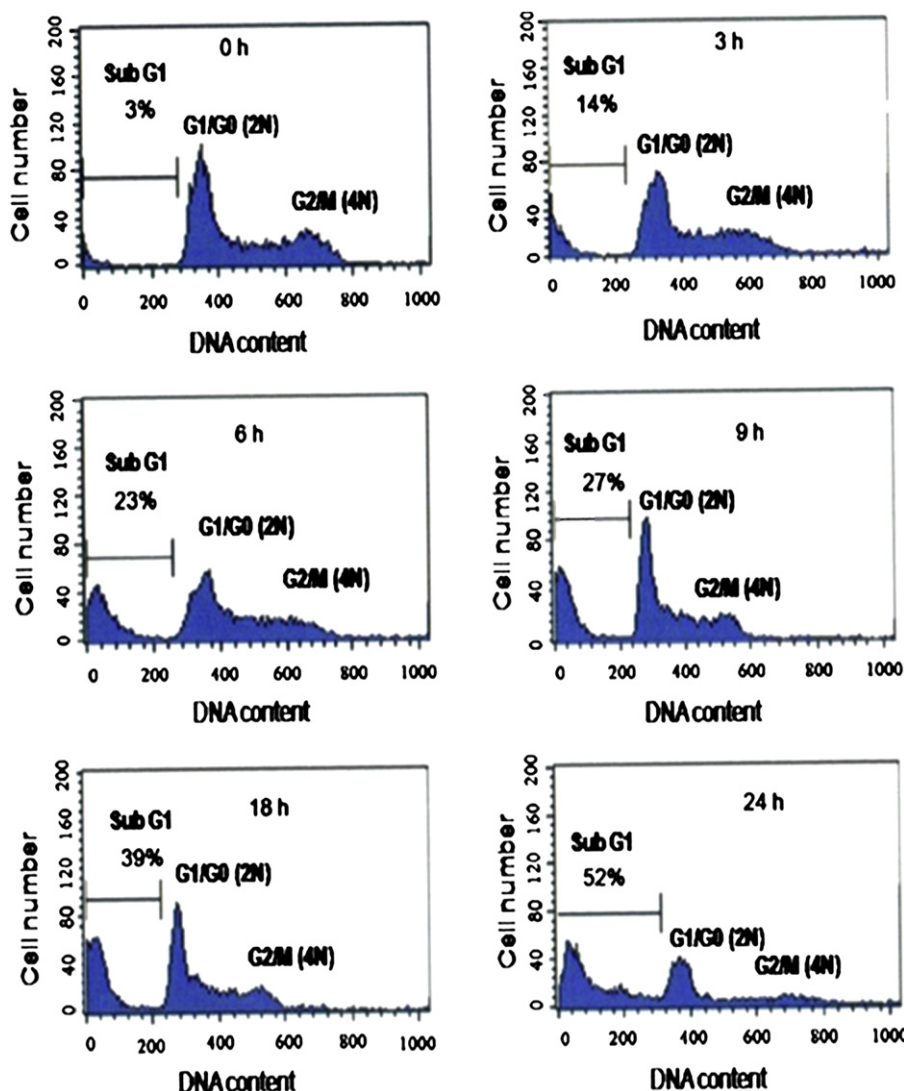 0 h
Sub G1
3%
G1/G0 (2N)
G2/M (4N)
Cell number
0 40 80 120 160 200
0 200 400 600 800 1000
DNA content
3 h
Sub G1
14%
G1/G0 (2N)
G2/M (4N)
Cell number
0 40 80 120 160 200
0 200 400 600 800 1000
DNA content
6 h
Sub G1
23%
G1/G0 (2N)
G2/M (4N)
Cell number
0 40 80 120 160 200
0 200 400 600 800 1000
DNA content
9 h
Sub G1
27%
G1/G0 (2N)
G2/M (4N)
Cell number
0 40 80 120 160 200
0 200 400 600 800 1000
DNA content
18 h
Sub G1
39%
G1/G0 (2N)
G2/M (4N)
Cell number
0 40 80 120 160 200
0 200 400 600 800 1000
DNA content
24 h
Sub G1
52%
G1/G0 (2N)
G2/M (4N)
Cell number
0 40 80 120 160 200
0 200 400 600 800 1000
DNA content